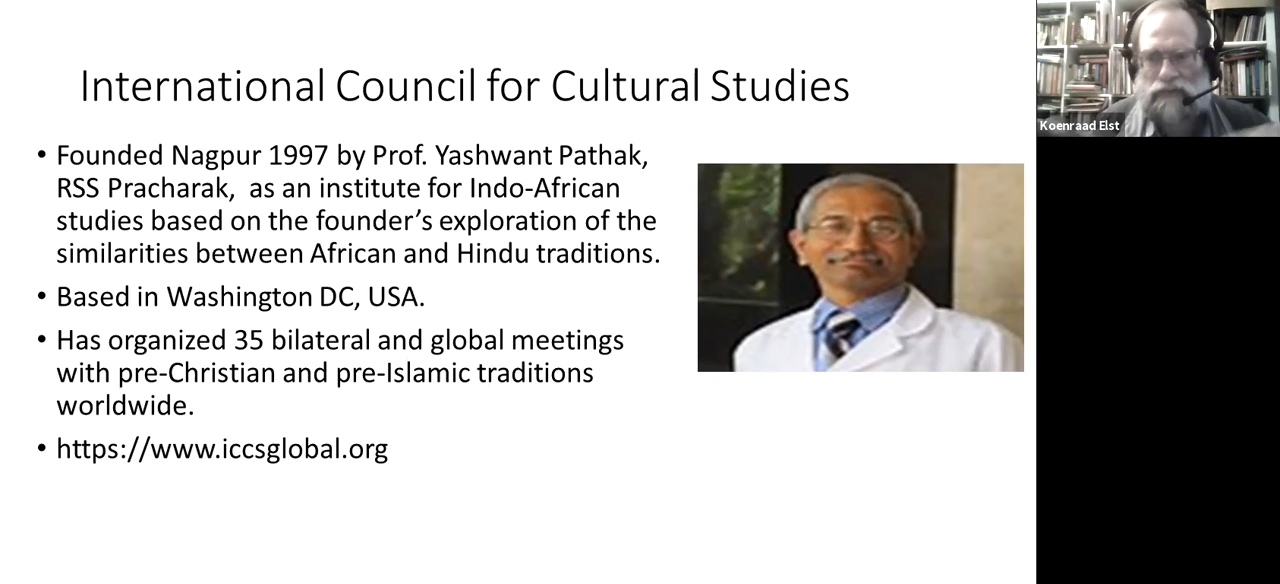 International Council for Cultural Studies
• Founded Nagpur 1997 by Prof. Yashwant Pathak,
RSS Pracharak,  as an institute for Indo-African
studies based on the founder’s exploration of the
similarities between African and Hindu traditions.
• Based in Washington DC, USA.
• Has organized 35 bilateral and global meetings
with pre-Christian and pre-Islamic traditions
worldwide.
• https://www.iccsglobal.org
Koenraad Elst